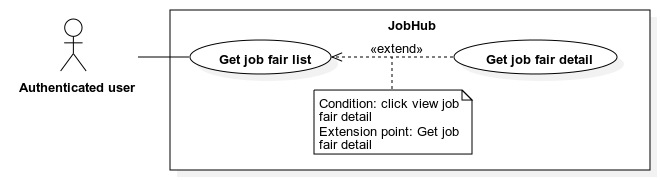 JobHub
«extend»
Get job fair list
Get job fair detail
Authenticated user
Condition: click view job
fair detail
Extension point: Get job
fair detail